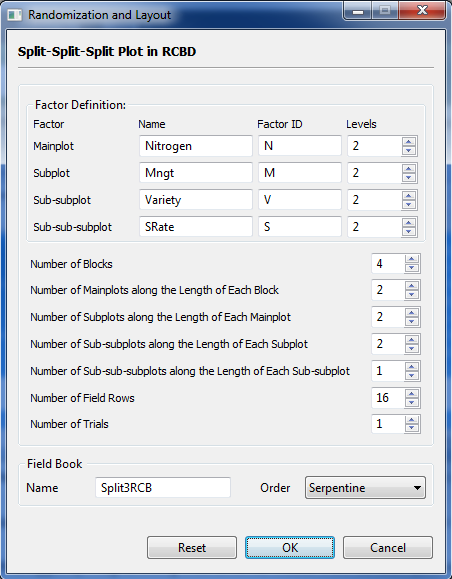 Randomization and Layout
Split-Split-Split Plot in RCBD
Factor Definition:
Factor Name Factor ID Levels
Mainplot Nitrogen N 2
Subplot Mngt M 2
Sub-subplot Variety V 2
Sub-sub-subplot SRate S 2
Number of Blocks 4
Number of Mainplots along the Length of Each Block 2
Number of Subplots along the Length of Each Mainplot 2
Number of Sub-subplots along the Length of Each Subplot 2
Number of Sub-sub-subplots along the Length of Each Sub-subplot 1
Number of Field Rows 16
Number of Trials 1
Field Book
Name Split3RCB Order Serpentine
Reset OK Cancel